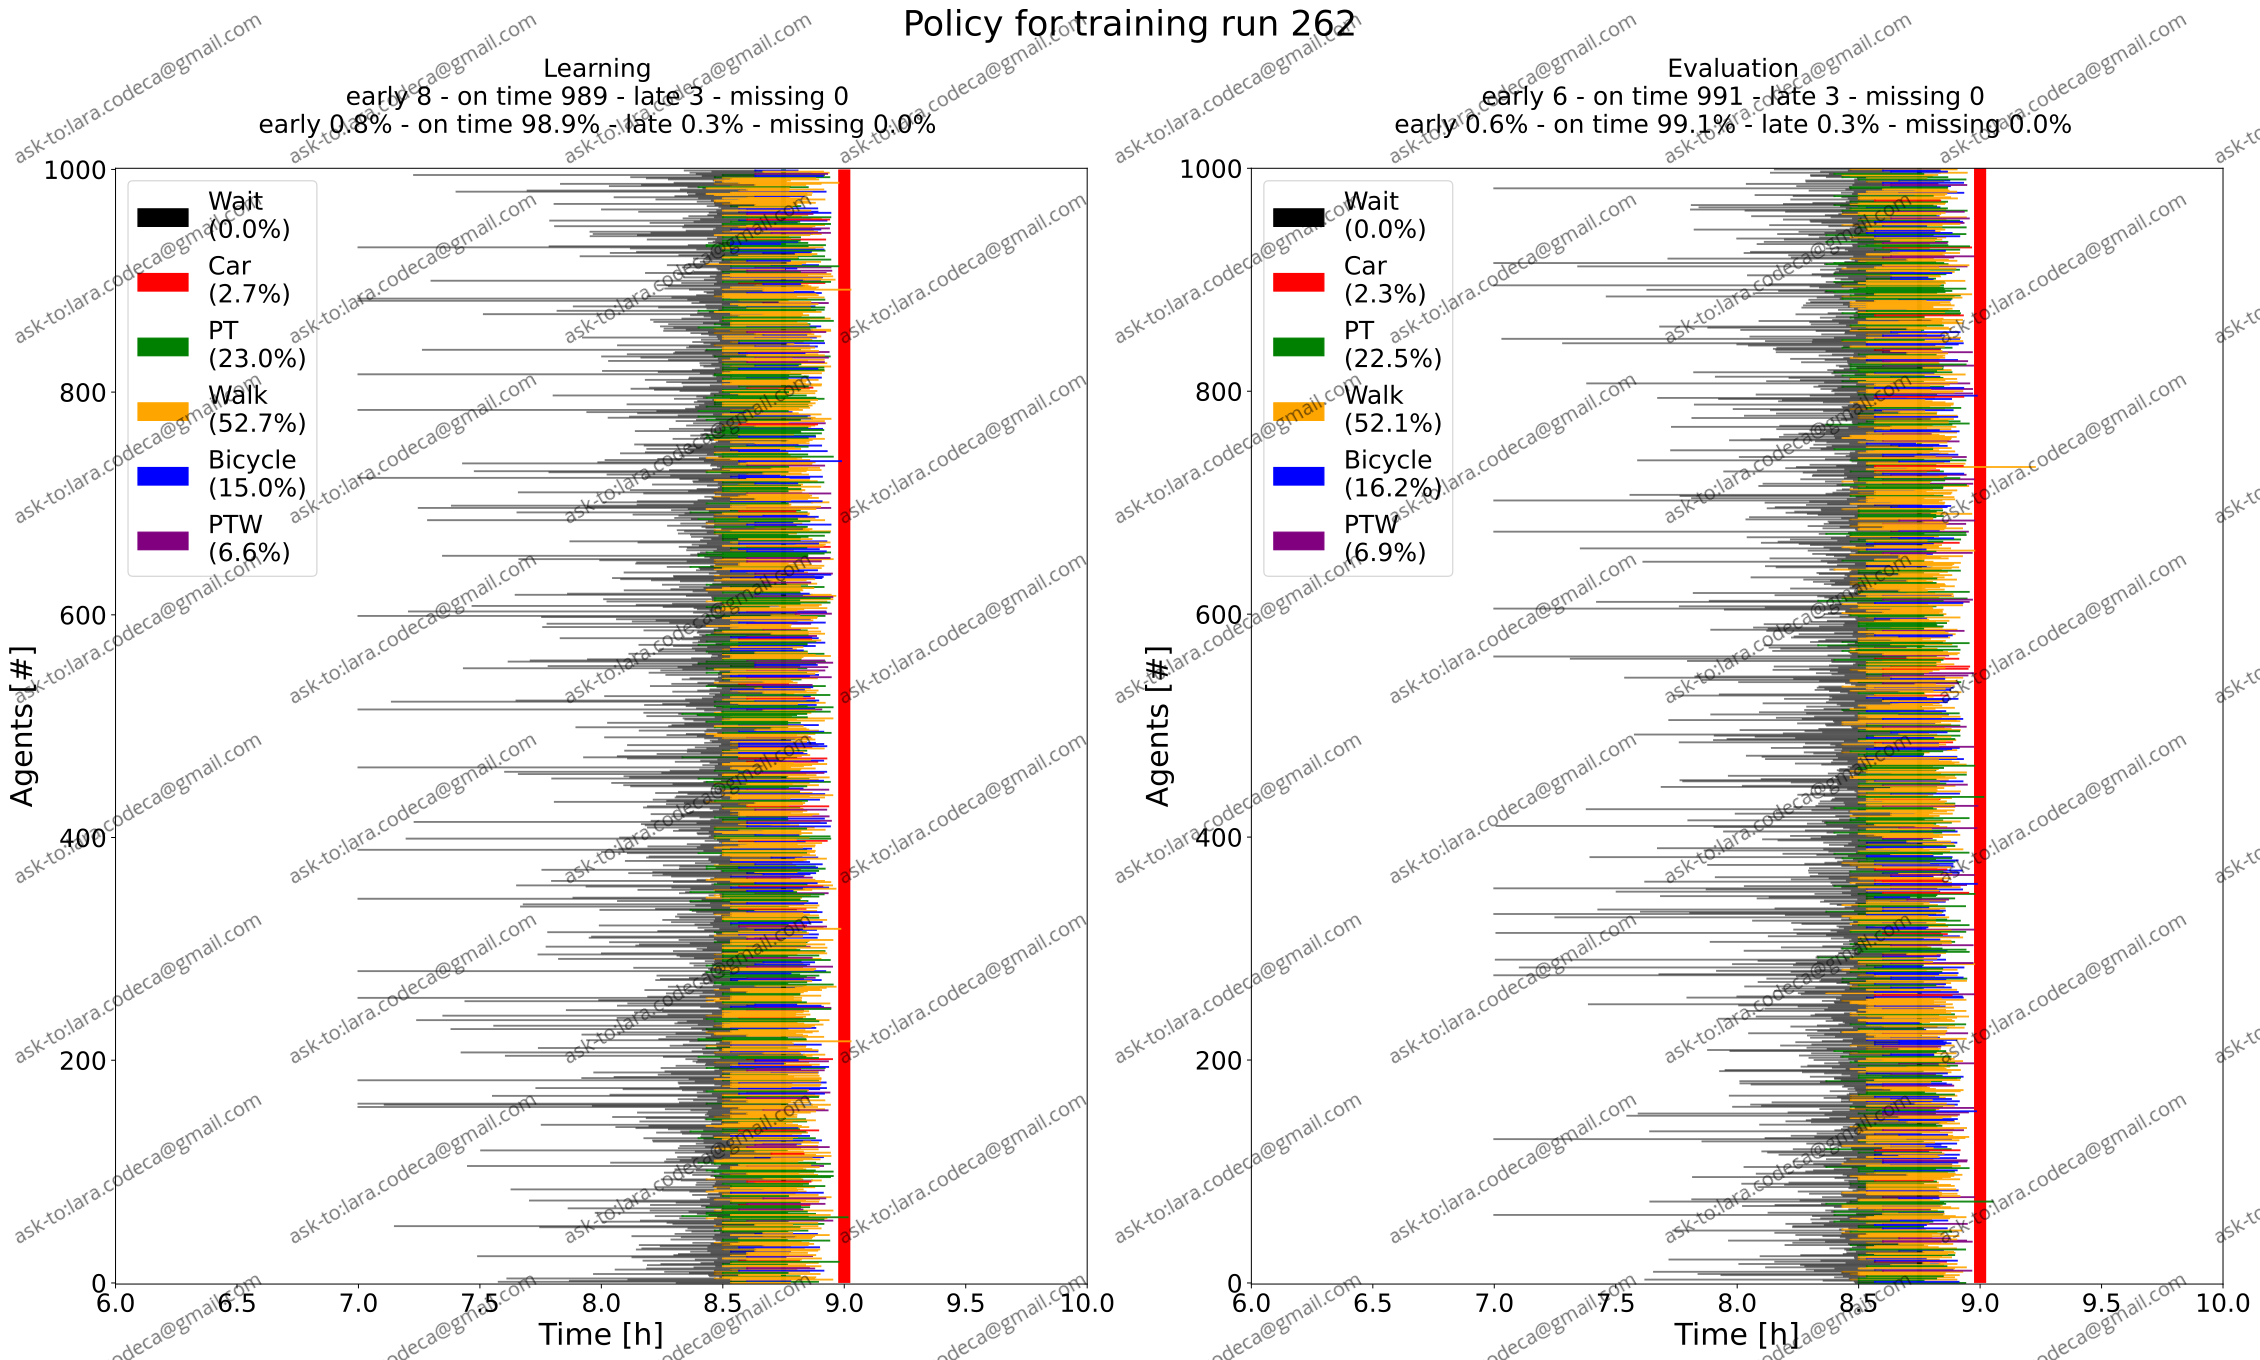 Policy for training run 262
Learning
early 8 - on time 989 - late 3 - missing 0
early 0.8% - on time 98.9% - late 0.3% - missing 0.0%
1000
800
600
400
200
0
Agents [#]
Wait
(0.0%)
Car
(2.7%)
PT
(23.0%)
Walk
(52.7%)
Bicycle
(15.0%)
PTW
(6.6%)
6.0 6.5 7.0 7.5 8.0 8.5 9.0 9.5 10.0
Time [h]
Evaluation
early 6 - on time 991 - late 3 - missing 0
early 0.6% - on time 99.1% - late 0.3% - missing 0.0%
1000
800
600
400
200
0
Agents [#]
Wait
(0.0%)
Car
(2.3%)
PT
(22.5%)
Walk
(52.1%)
Bicycle
(16.2%)
PTW
(6.9%)
6.0 6.5 7.0 7.5 8.0 8.5 9.0 9.5 10.0
Time [h]
ask-to:lara.codeca@gmail.com